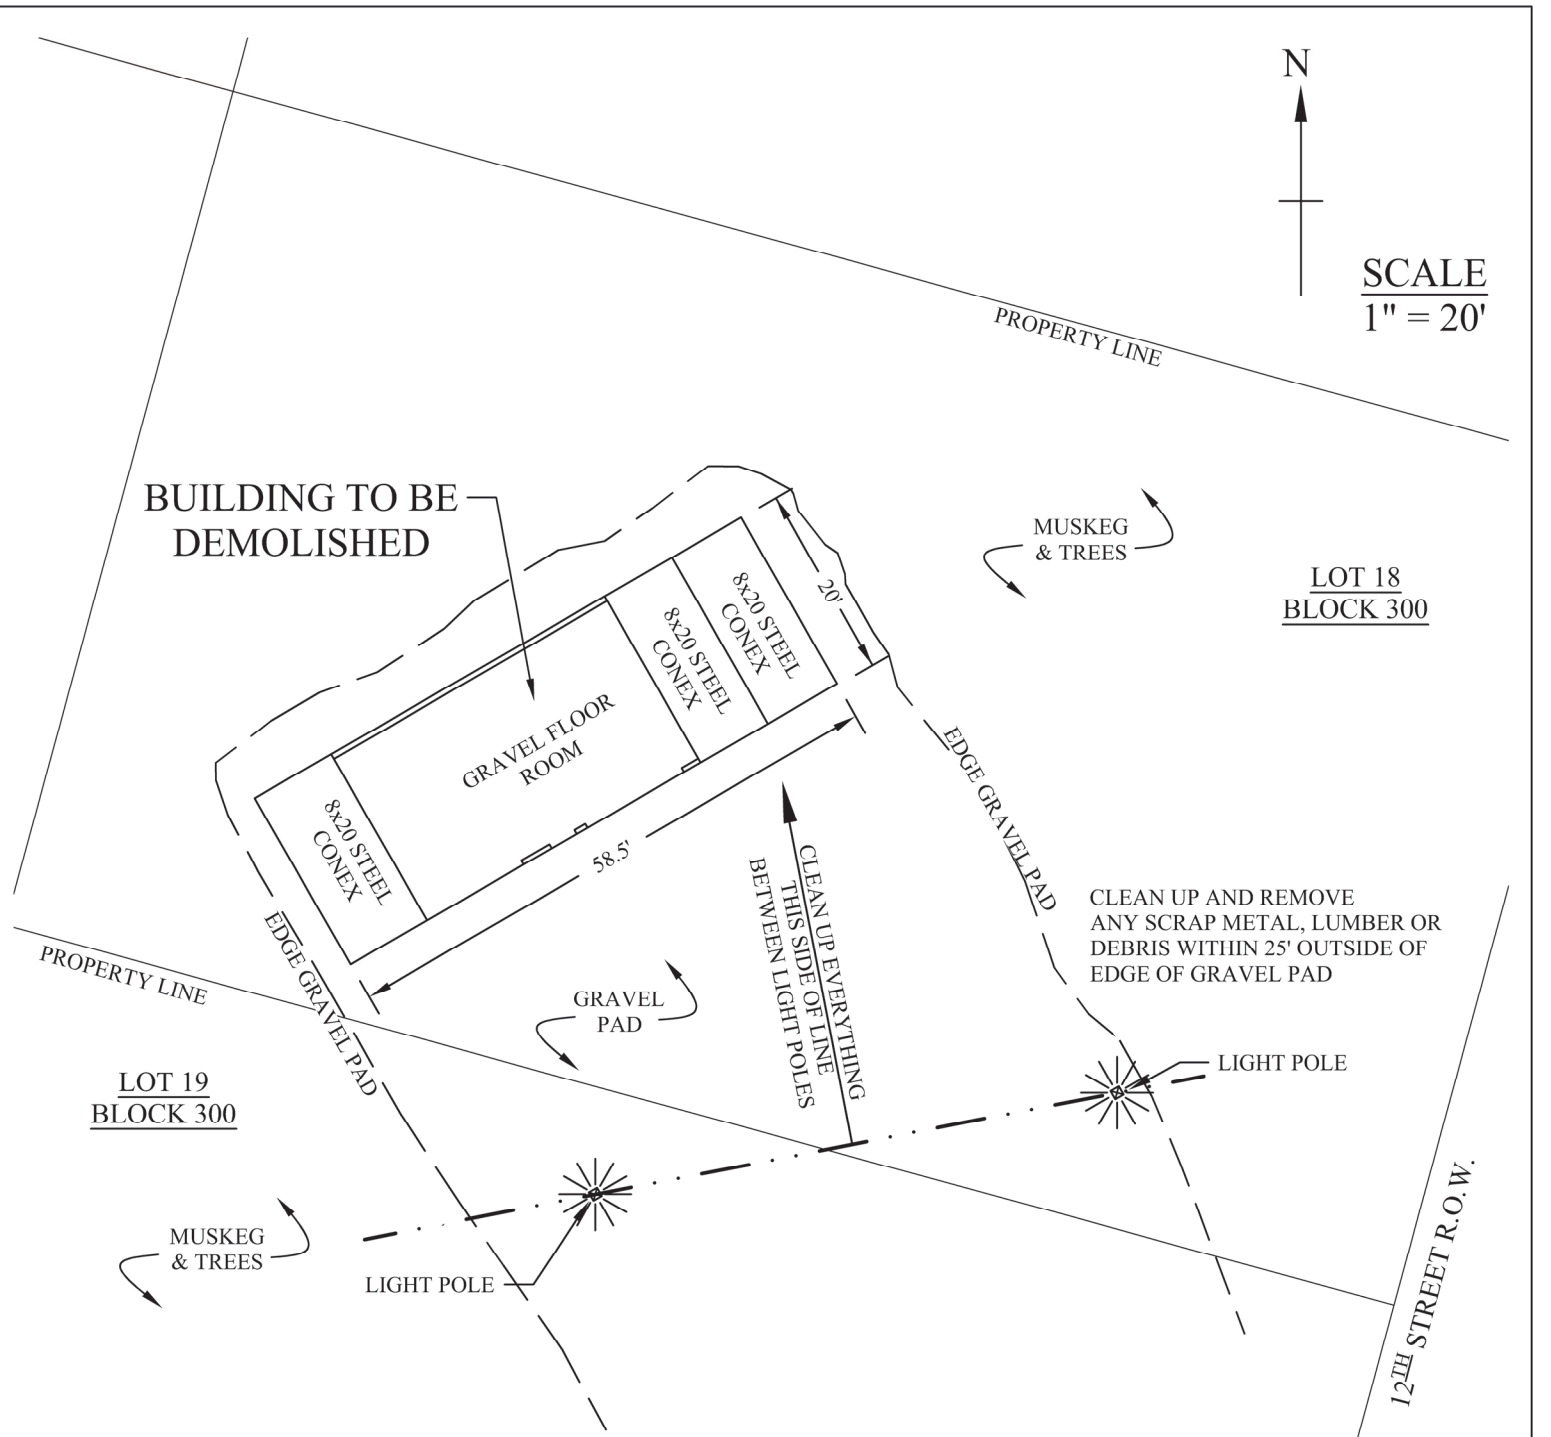 N
SCALE
1" = 20'
PROPERTY LINE
BUILDING TO BE
DEMOLISHED
MUSKEG
& TREES
LOT 18
BLOCK 300
20'
8x20 STEEL
CONEX
8x20 STEEL
CONEX
GRAVEL FLOOR
ROOM
8x20 STEEL
CONEX
58.5'
EDGE GRAVEL PAD
CLEAN UP EVERYTHING
THIS SIDE OF LINE
BETWEEN LIGHT POLES
CLEAN UP AND REMOVE
ANY SCRAP METAL, LUMBER OR
DEBRIS WITHIN 25' OUTSIDE OF
EDGE OF GRAVEL PAD
EDGE GRAVEL PAD
PROPERTY LINE
GRAVEL
PAD
LIGHT POLE
LOT 19
BLOCK 300
MUSKEG
& TREES
LIGHT POLE
12TH STREET R.O.W.